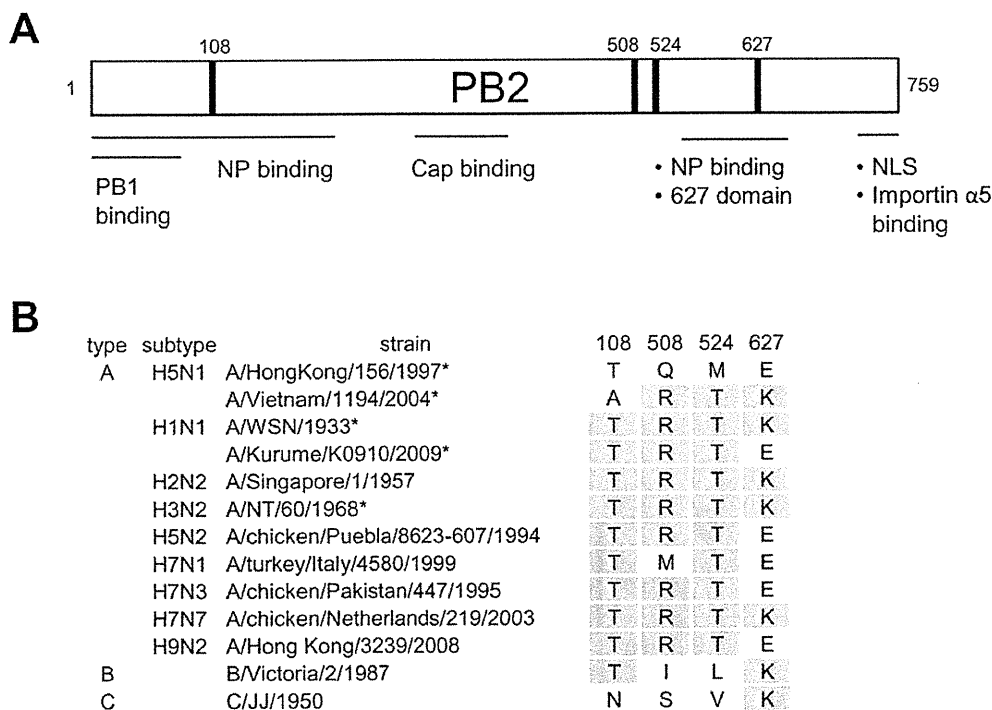 A
108 508 524 627
1 PB2 759
PB1 binding
NP binding
Cap binding
• NP binding
• 627 domain
• NLS
• Importin α5 binding
B
type subtype strain 108 508 524 627
A H5N1 A/HongKong/156/1997* T Q M E
A/Vietnam/1194/2004* A R T K
H1N1 A/WSN/1933* T R T K
A/Kurume/K0910/2009* T R T E
H2N2 A/Singapore/1/1957 T R T K
H3N2 A/NT/60/1968* T R T K
H5N2 A/chicken/Puebla/8623-607/1994 T R T E
H7N1 A/turkey/Italy/4580/1999 T M T E
H7N3 A/chicken/Pakistan/447/1995 T R T E
H7N7 A/chicken/Netherlands/219/2003 T R T K
H9N2 A/Hong Kong/3239/2008 T R T E
B B/Victoria/2/1987 T I L K
C C/JJ/1950 N S V K